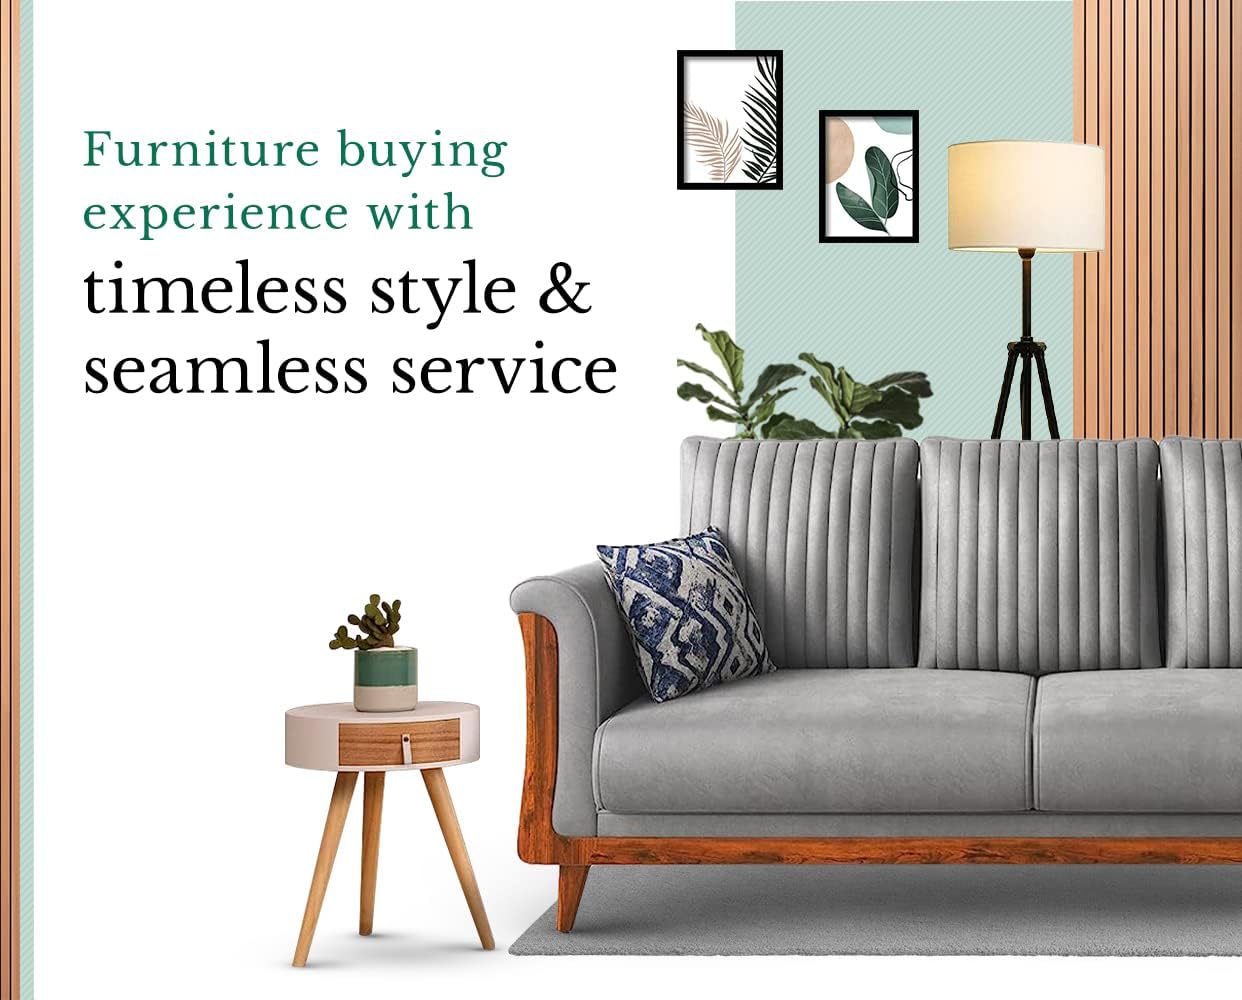 Furniture buying
experience with
timeless style &
seamless service